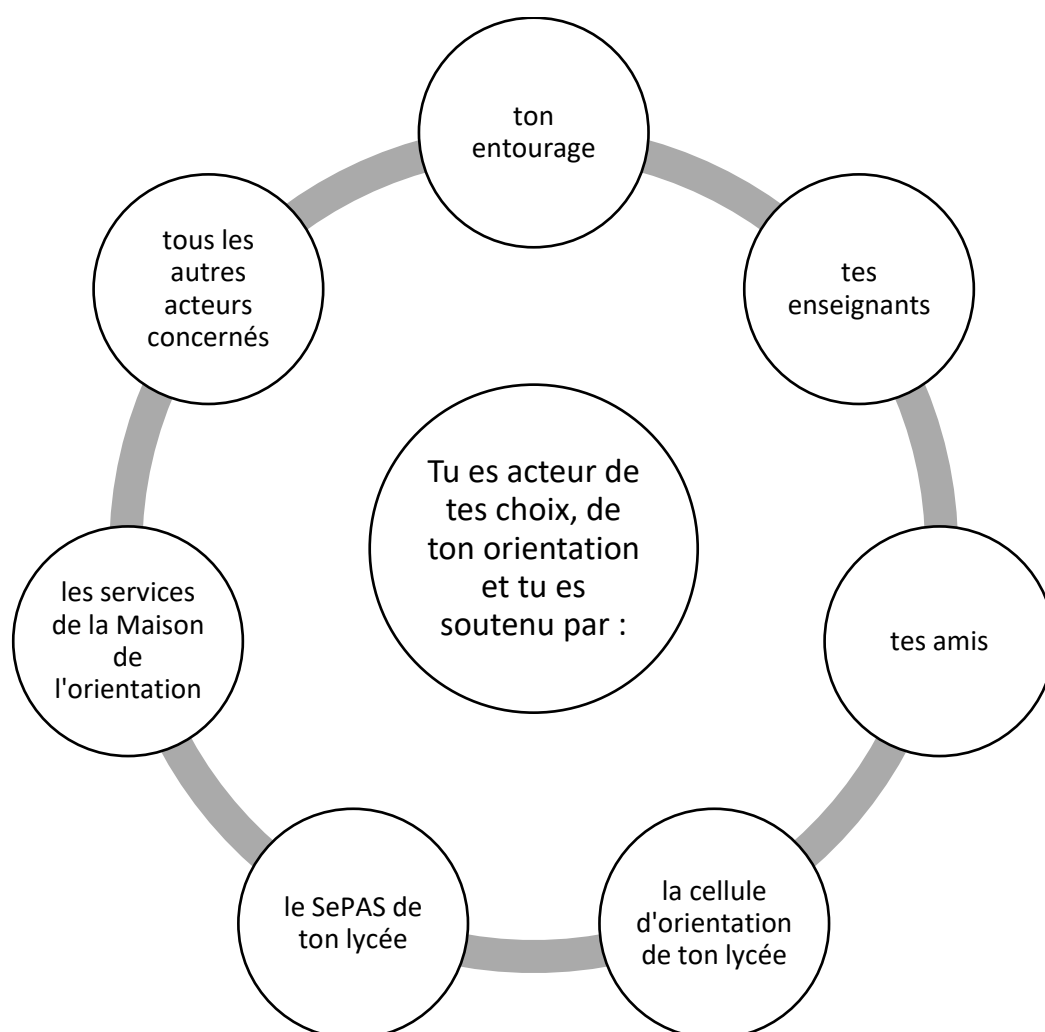 ton
entourage
tes
enseignants
tes amis
la cellule
d'orientation
de ton lycée
le SePAS de
ton lycée
les services
de la Maison
de
l'orientation
tous les
autres
acteurs
concernés
Tu es acteur de
tes choix, de
ton orientation
et tu es
soutenu par :